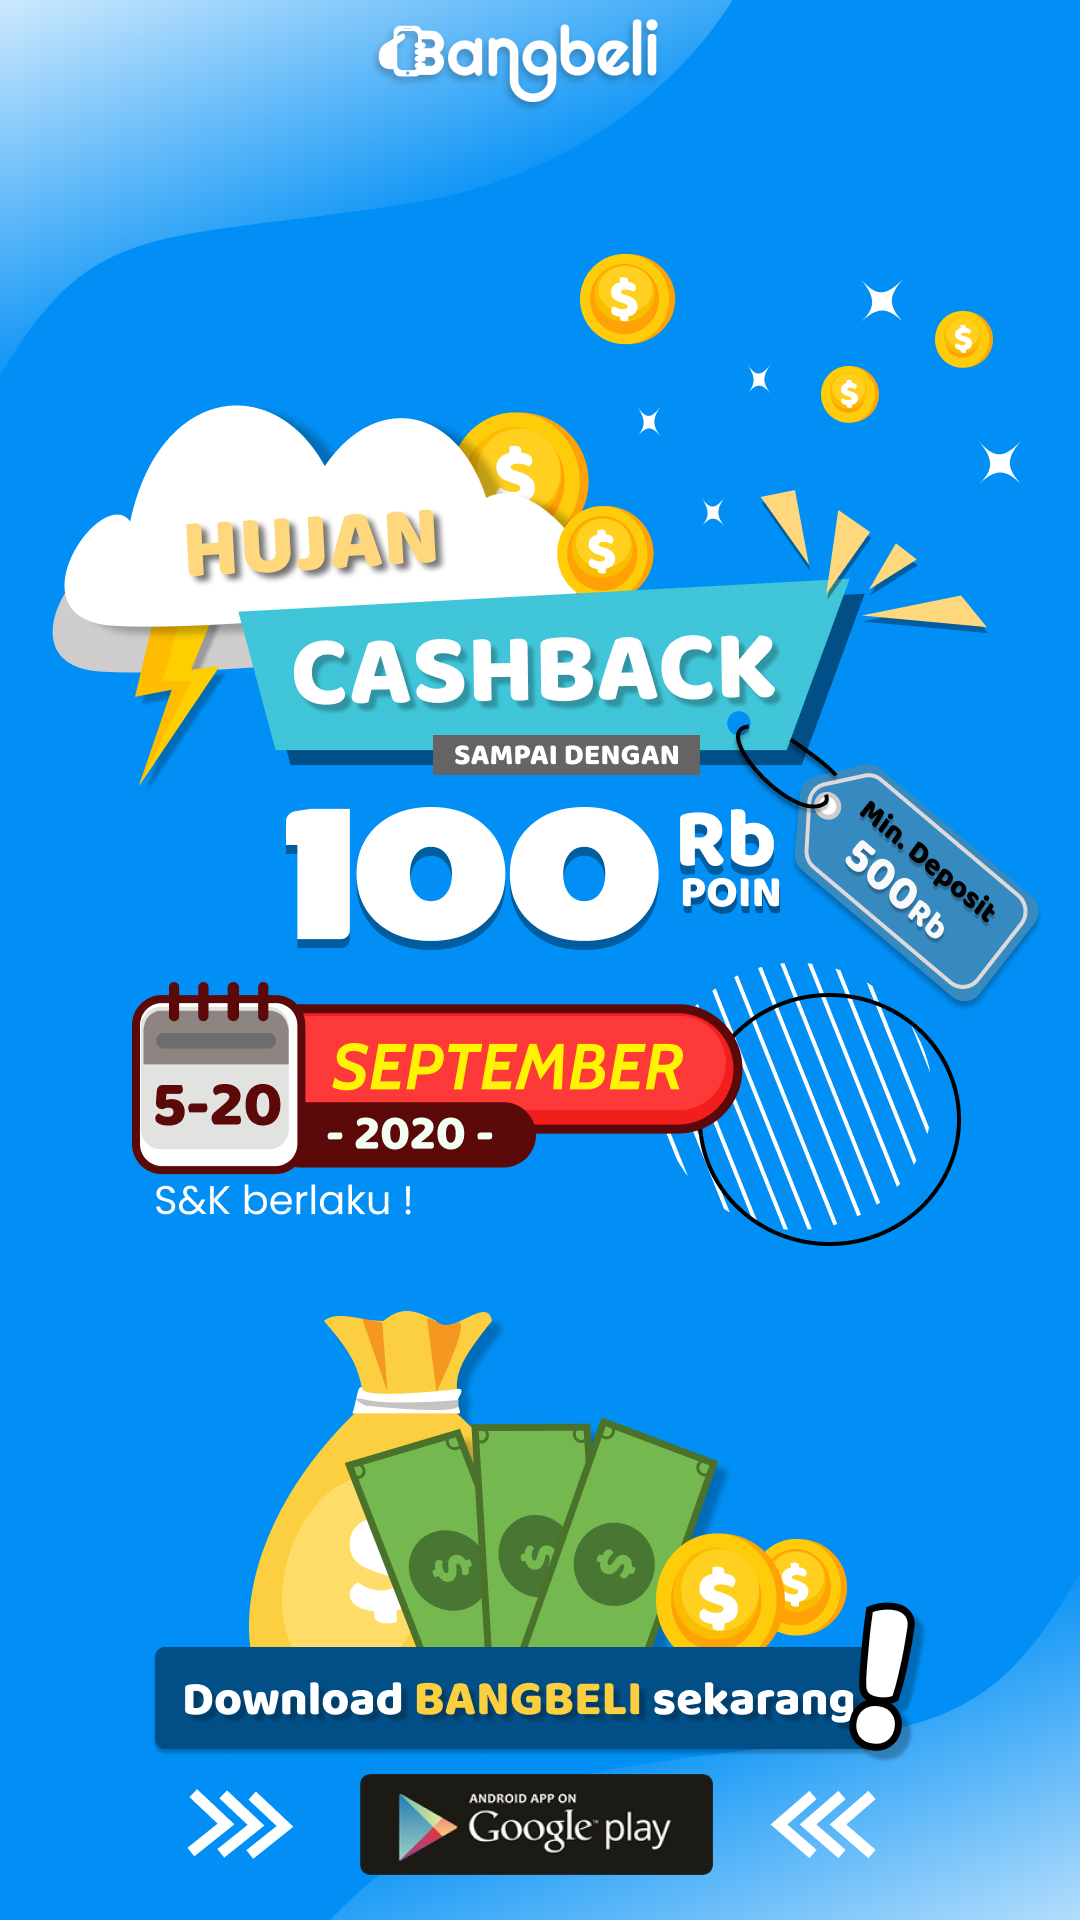 Bangbeli
HUJAN
CASHBACK
SAMPAI DENGAN
100 Rb
POIN
Min. Deposit
500Rb
SEPTEMBER
5-20
- 2020 -
S&K berlaku !
Download BANGBELI sekarang!
ANDROID APP ON
Google play